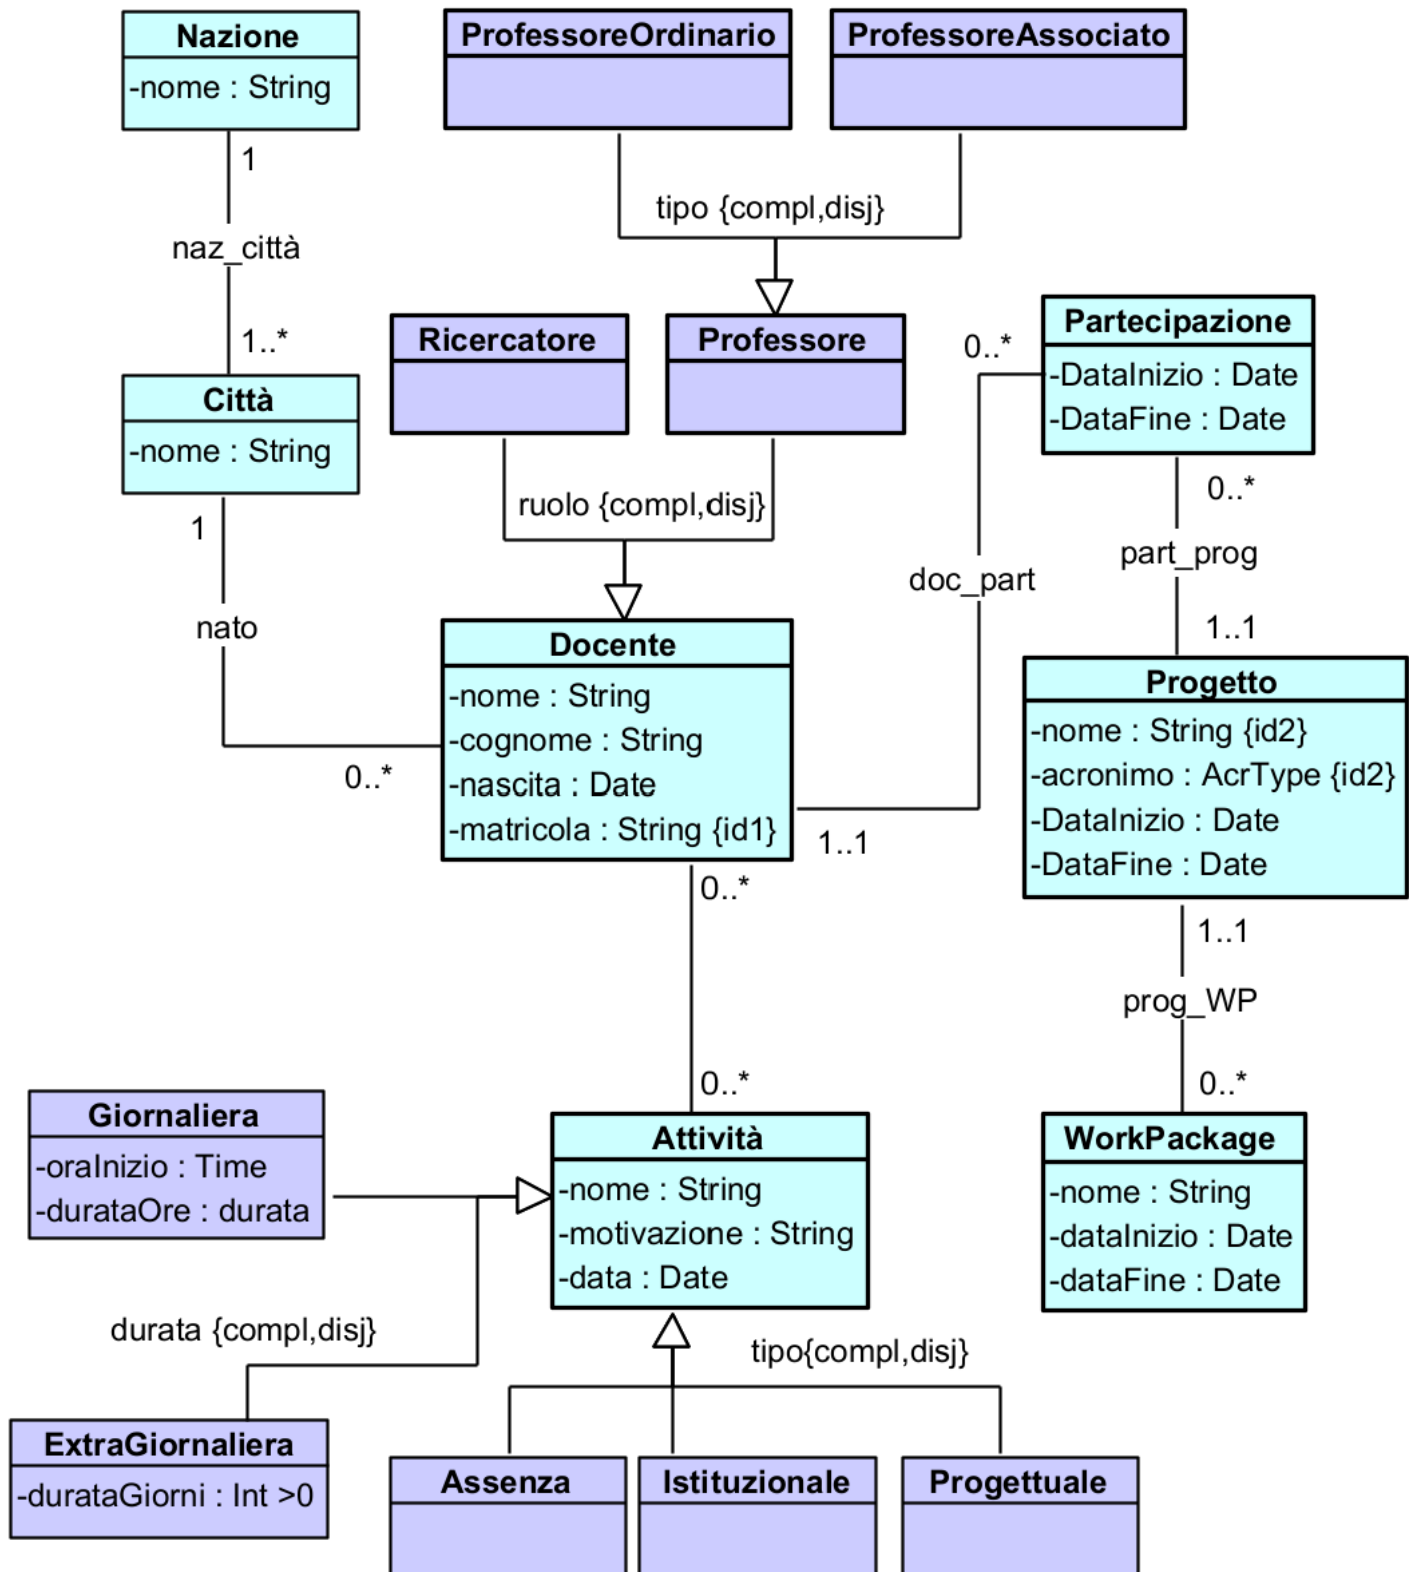 Nazione
-nome : String
ProfessoreOrdinario
ProfessoreAssociato
1
naz_città
1..*
tipo {compl,disj}
Città
-nome : String
Ricercatore
Professore
0..*
Partecipazione
-DataInizio : Date
-DataFine : Date
1
nato
0..*
ruolo {compl,disj}
doc_part
0..*
part_prog
1..1
Docente
-nome : String
-cognome : String
-nascita : Date
-matricola : String {id1}
1..1
Progetto
-nome : String {id2}
-acronimo : AcrType {id2}
-DataInizio : Date
-DataFine : Date
0..*
0..*
1..1
prog_WP
0..*
Giornaliera
-oraInizio : Time
-durataOre : durata
Attività
-nome : String
-motivazione : String
-data : Date
WorkPackage
-nome : String
-dataInizio : Date
-dataFine : Date
durata {compl,disj}
tipo{compl,disj}
ExtraGiornaliera
-durataGiorni : Int >0
Assenza
Istituzionale
Progettuale